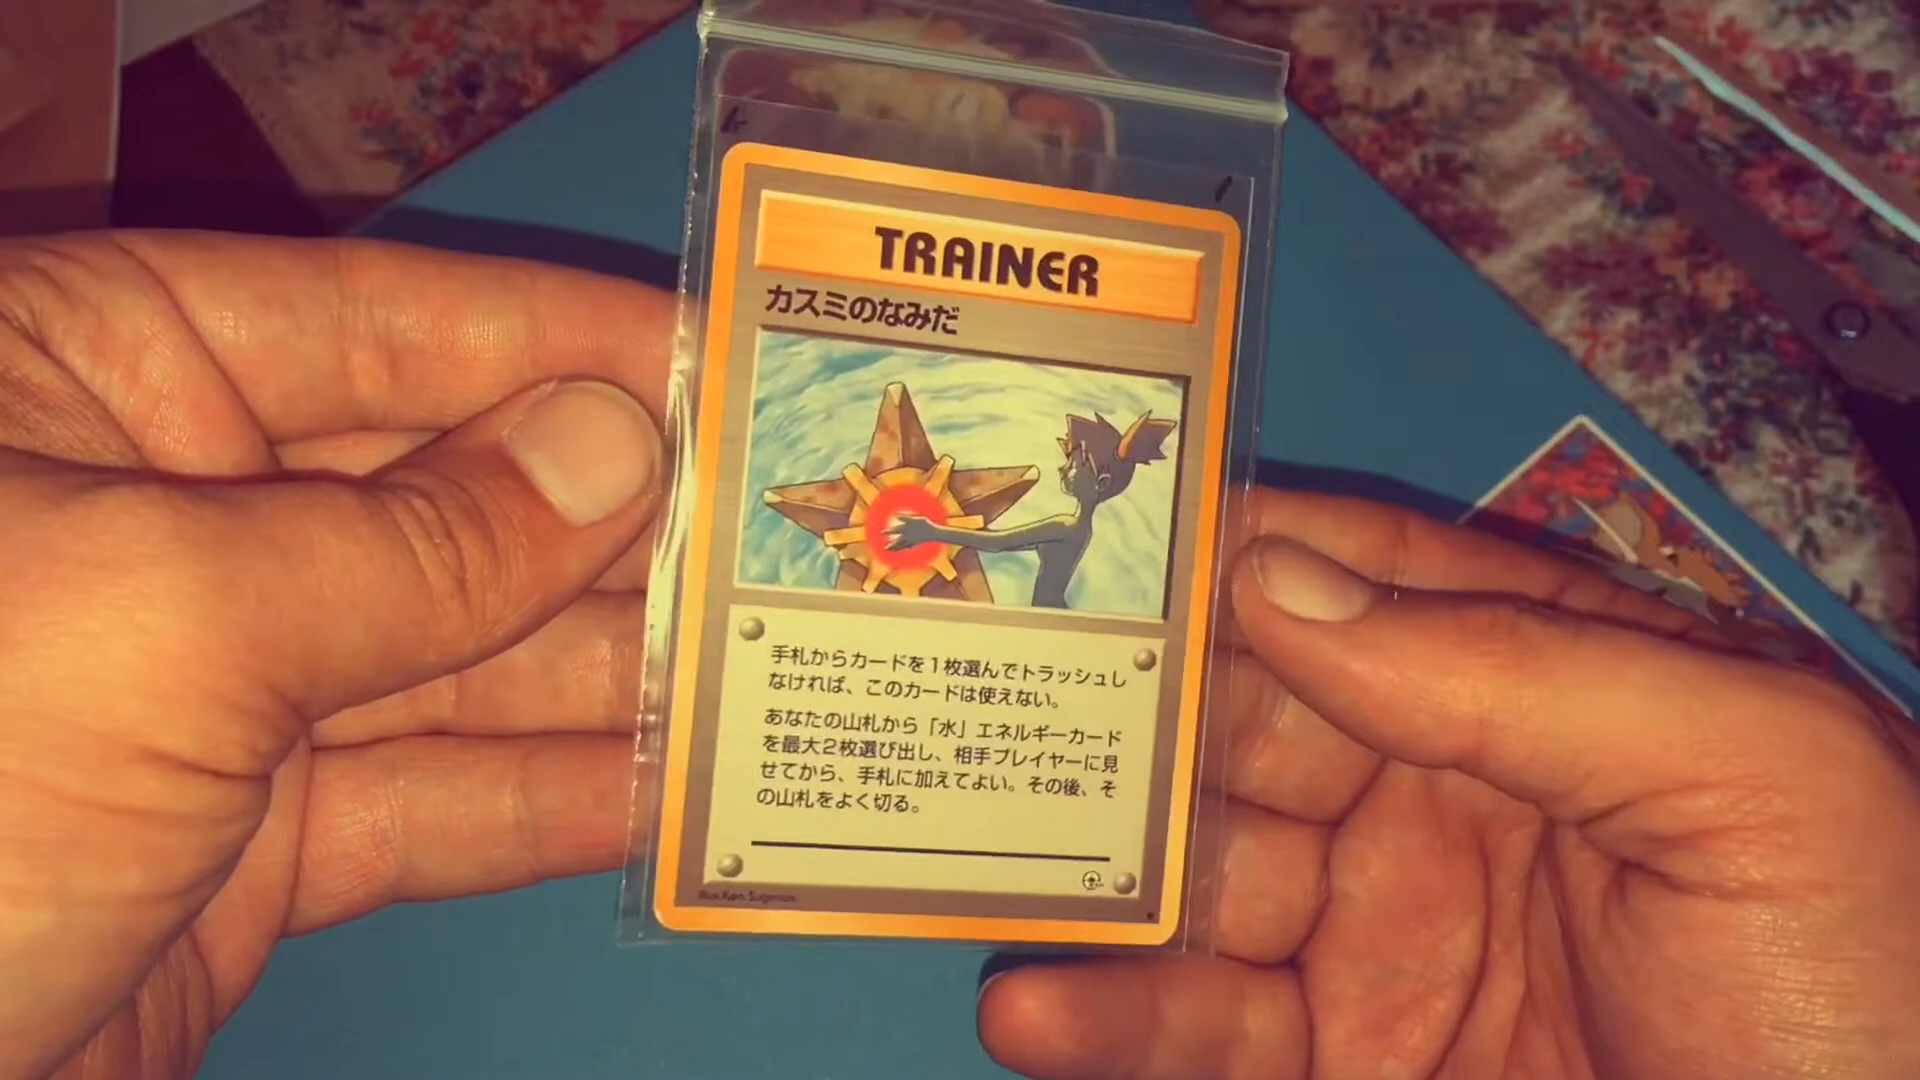 TRAINER
カスミのなみだ
手札からカードを1枚選んでトラッシュし
なければ、このカードは使えない。
あなたの山札から「水」エネルギーカード
を最大2枚選び出し、相手プレイヤーに見
せてから、手札に加えてよい。その後、そ
の山札をよく切る。
Illus. Ken Sugimori